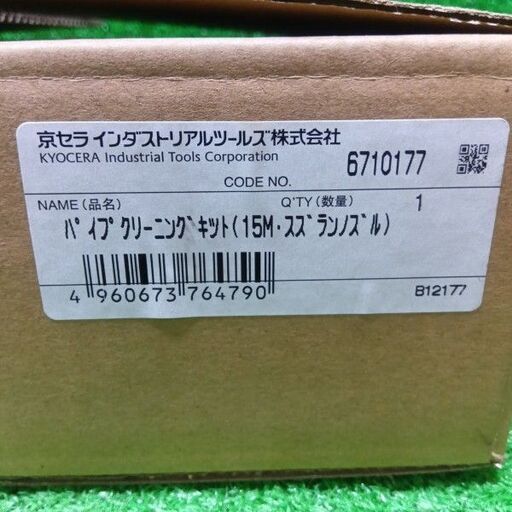 京セラ インダストリアルツールズ株式会社
KYOCERA Industrial Tools Corporation
CODE NO. 6710177
NAME(品名) Q'TY(数量) 1
ﾊﾟｲﾌﾟｸﾘｰﾆﾝｸﾞｷｯﾄ(15M･ｽｽﾞﾗﾝﾉｽﾞﾙ)
4 960673 764790
B12177